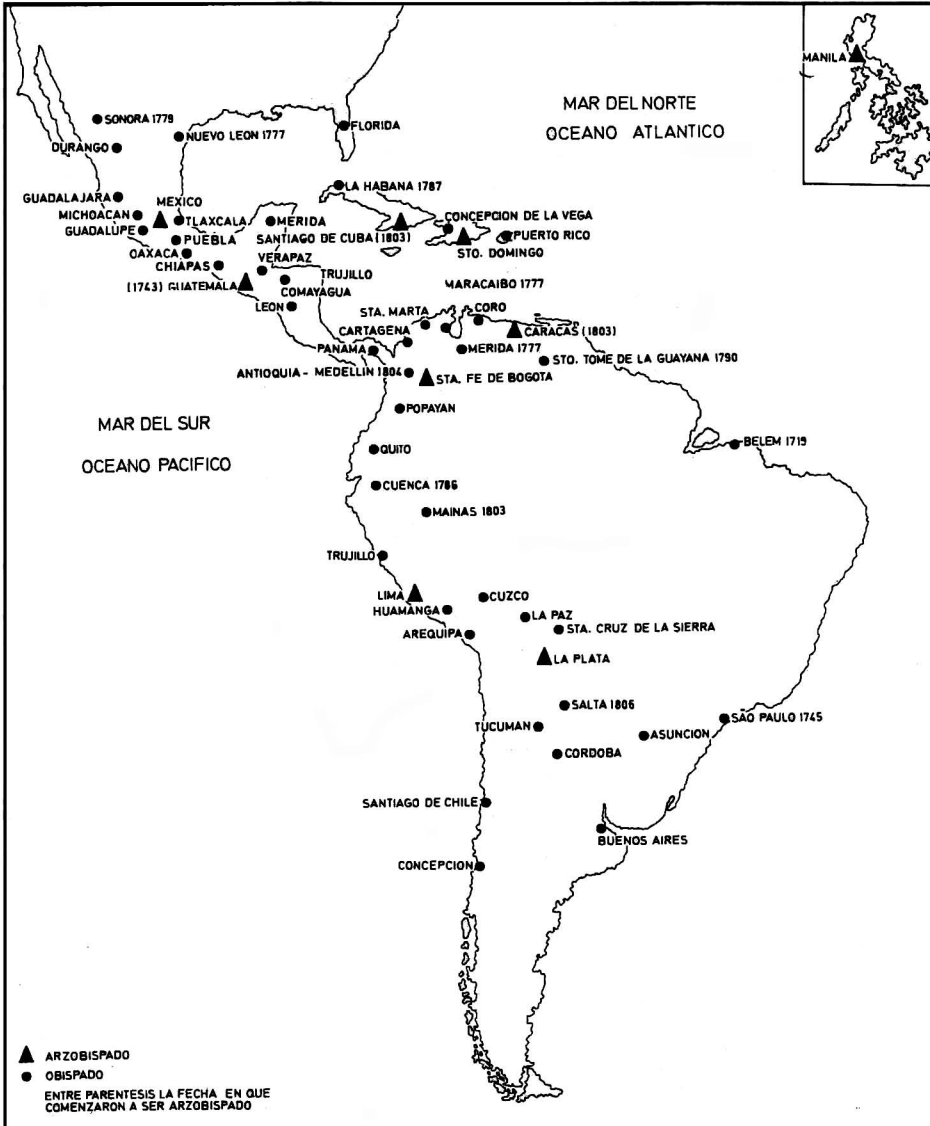 MANILA
MAR DEL NORTE
OCEANO ATLANTICO
SONORA 1779
NUEVO LEON 1777
FLORIDA
DURANGO
LA HABANA 1787
GUADALAJARA
MEXICO
MICHOACAN
TLAXCALA
MERIDA
CONCEPCION DE LA VEGA
GUADALUPE
PUEBLA
SANTIAGO DE CUBA (1803)
PUERTO RICO
OAXACA
VERAPAZ
STO. DOMINGO
CHIAPAS
TRUJILLO
(1743) GUATEMALA
COMAYAGUA
MARACAIBO 1777
LEON
STA. MARTA
CORO
CARTAGENA
CARACAS (1803)
PANAMA
MERIDA 1777
STO. TOME DE LA GUAYANA 1790
ANTIOQUIA - MEDELLIN 1804
STA. FE DE BOGOTA
POPAYAN
MAR DEL SUR
OCEANO PACIFICO
BELEM 1719
QUITO
CUENCA 1786
MAINAS 1803
TRUJILLO
LIMA
CUZCO
HUAMANGA
LA PAZ
AREQUIPA
STA. CRUZ DE LA SIERRA
LA PLATA
SALTA 1806
SÃO PAULO 1745
TUCUMAN
ASUNCION
CORDOBA
SANTIAGO DE CHILE
BUENOS AIRES
CONCEPCION
ARZOBISPADO
OBISPADO
ENTRE PARENTESIS LA FECHA EN QUE
COMENZARON A SER ARZOBISPADO